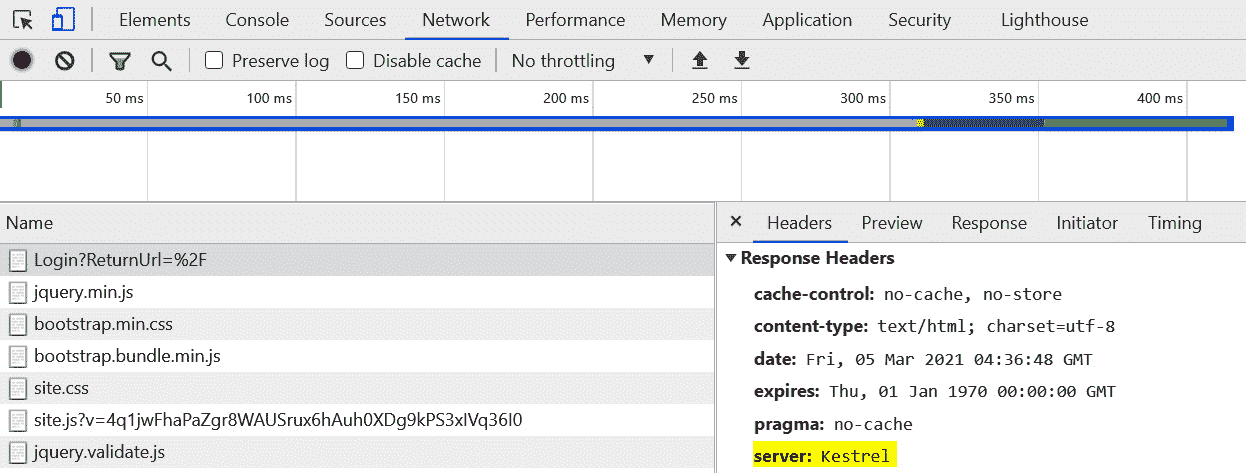 Elements Console Sources Network Performance Memory Application Security Lighthouse
Preserve log Disable cache No throttling
50 ms 100 ms 150 ms 200 ms 250 ms 300 ms 350 ms 400 ms
Name
Login?ReturnUrl=%2F
jquery.min.js
bootstrap.min.css
bootstrap.bundle.min.js
site.css
site.js?v=4q1jwFhaPaZgr8WAUSrux6hAuh0XDg9kPS3xIVq36I0
jquery.validate.js
× Headers Preview Response Initiator Timing
Response Headers
cache-control: no-cache, no-store
content-type: text/html; charset=utf-8
date: Fri, 05 Mar 2021 04:36:48 GMT
expires: Thu, 01 Jan 1970 00:00:00 GMT
pragma: no-cache
server: Kestrel